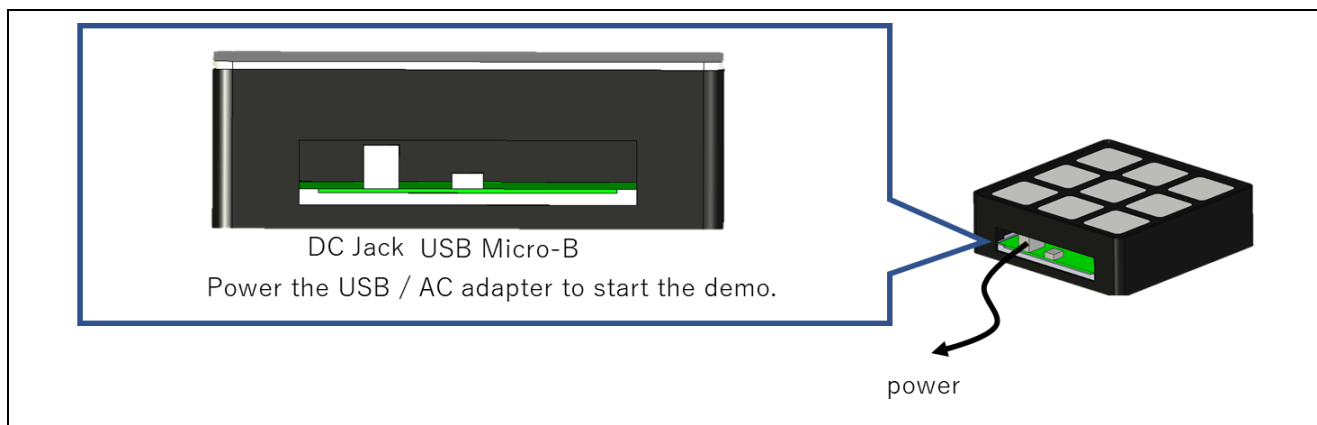 DC Jack USB Micro-B
Power the USB / AC adapter to start the demo.
power